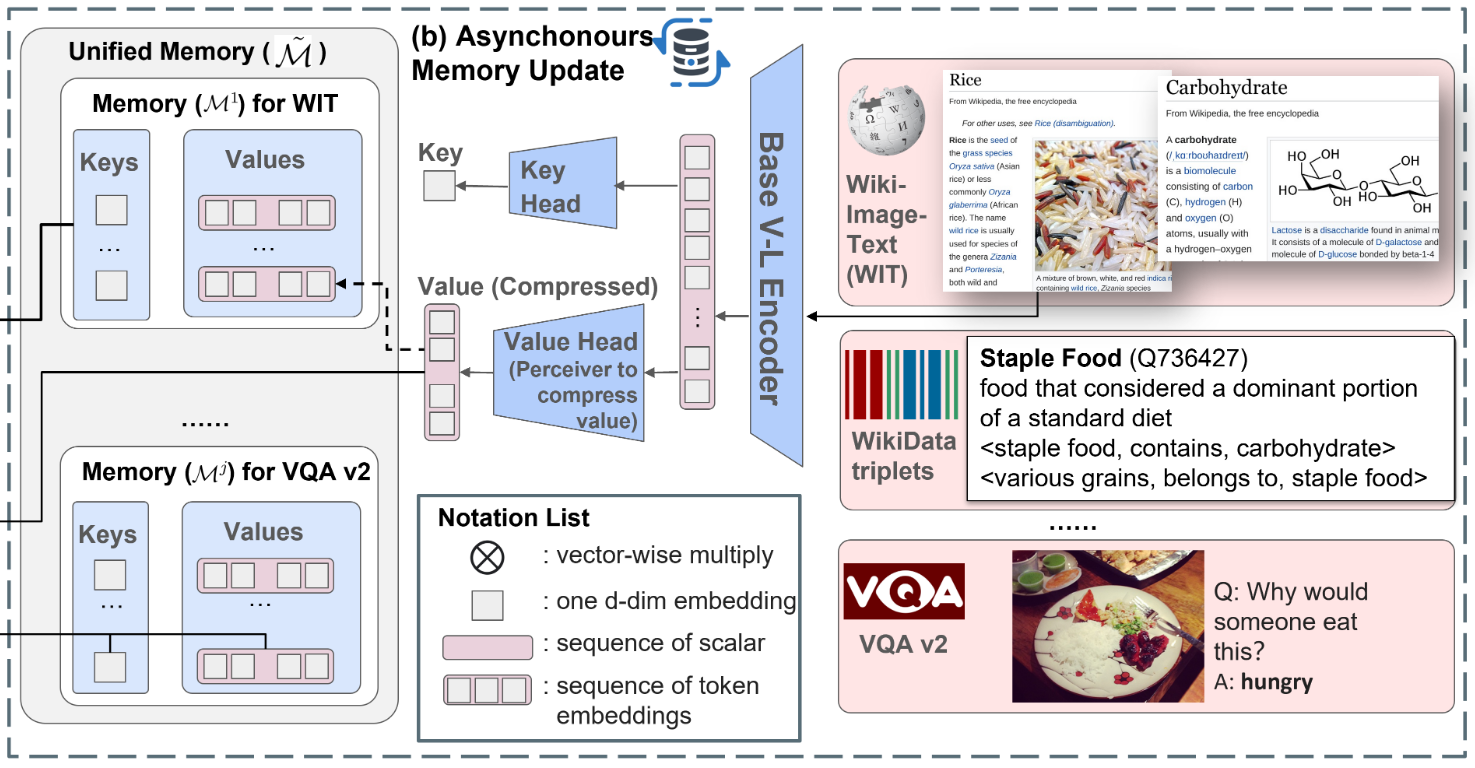 Unified Memory ( M̃ )
Memory (M¹) for WIT
Keys
Values
...
...
......
Memory (Mʲ) for VQA v2
Keys
Values
...
...
(b) Asynchonours
Memory Update
Key
Key
Head
Value (Compressed)
Value Head
(Perceiver to
compress
value)
⋮
Base V-L Encoder
Notation List
: vector-wise multiply
: one d-dim embedding
: sequence of scalar
: sequence of token
embeddings
Wiki-
Image-
Text
(WIT)
Rice
From Wikipedia, the free encyclopedia
For other uses, see Rice (disambiguation).
Rice is the seed of
the grass species
Oryza sativa (Asian
rice) or less
commonly Oryza
glaberrima (African
rice). The name
wild rice is usually
used for species of
the genera Zizania
and Porteresia,
both wild and
A mixture of brown, white, and red indica ri
containing wild rice, Zizania species
Carbohydrate
From Wikipedia, the free encyclopedia
A carbohydrate
(/ˌkɑːrboʊˈhaɪdreɪt/)
is a biomolecule
consisting of carbon
(C), hydrogen (H)
and oxygen (O)
atoms, usually with
a hydrogen–oxygen
HO OH
HO
OH
O
O
OH
HO
OH
O
OH
Lactose is a disaccharide found in animal m
It consists of a molecule of D-galactose and
molecule of D-glucose bonded by beta-1-4
WikiData
triplets
Staple Food (Q736427)
food that considered a dominant portion
of a standard diet
<staple food, contains, carbohydrate>
<various grains, belongs to, staple food>
......
VQA
VQA v2
Q: Why would
someone eat
this?
A: hungry